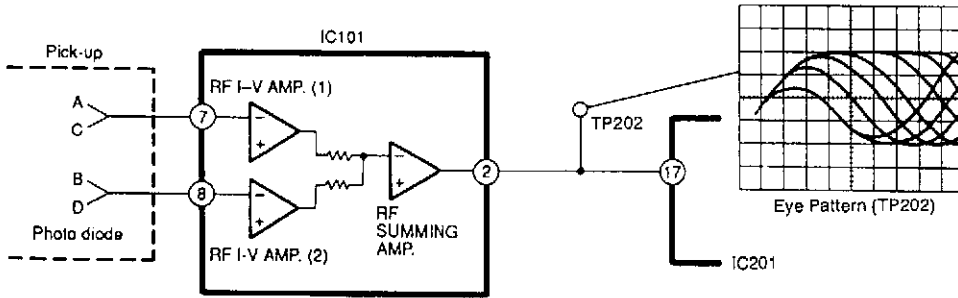 IC101
Pick-up
RF I-V AMP. (1)
A
C
7
TP202
B
D
8
2
17
Eye Pattern (TP202)
Photo diode
RF I-V AMP. (2)
RF
SUMMING
AMP.
IC201
-
+
-
+
-
+